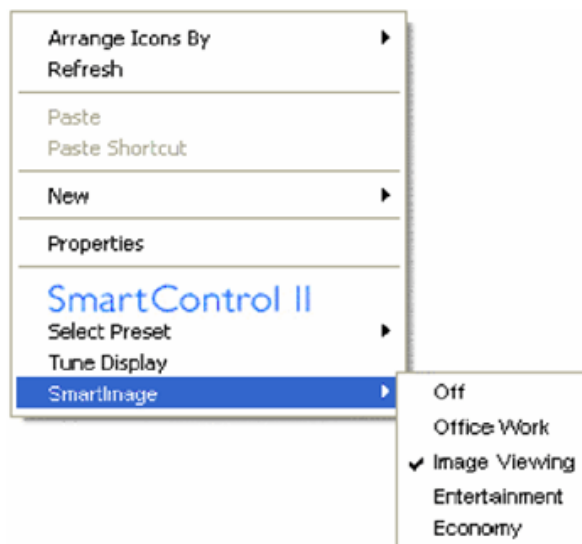 Arrange Icons By
Refresh
Paste
Paste Shortcut
New
Properties
SmartControl II
Select Preset
Tune Display
SmartImage
Off
Office Work
Image Viewing
Entertainment
Economy